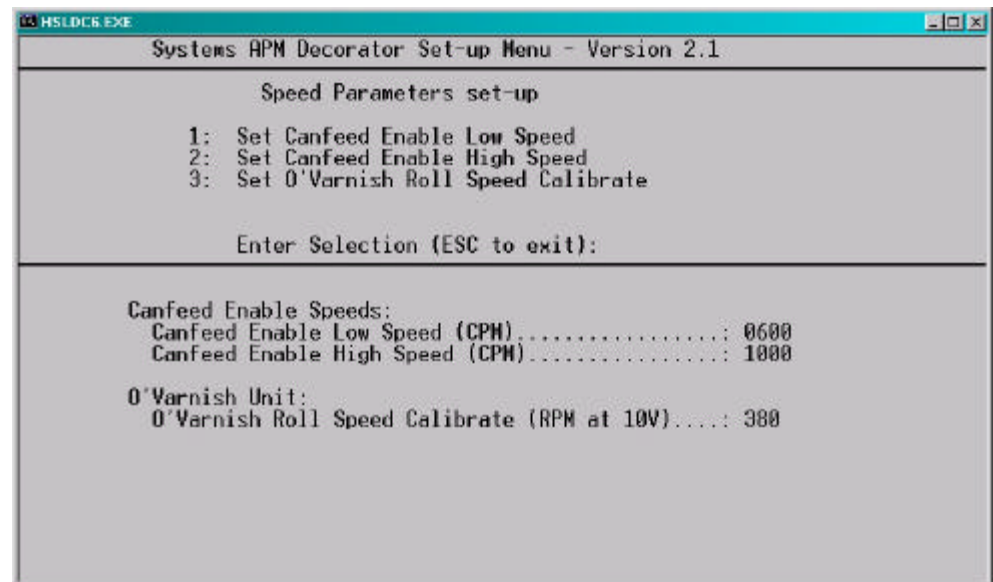 HSLDC6.EXE
Systems APM Decorator Set-up Menu - Version 2.1
Speed Parameters set-up
1: Set Canfeed Enable Low Speed
2: Set Canfeed Enable High Speed
3: Set O'Varnish Roll Speed Calibrate
Enter Selection (ESC to exit):
Canfeed Enable Speeds:
Canfeed Enable Low Speed (CPM)..................: 0600
Canfeed Enable High Speed (CPM).................: 1000
O'Varnish Unit:
O'Varnish Roll Speed Calibrate (RPM at 10V)....: 380